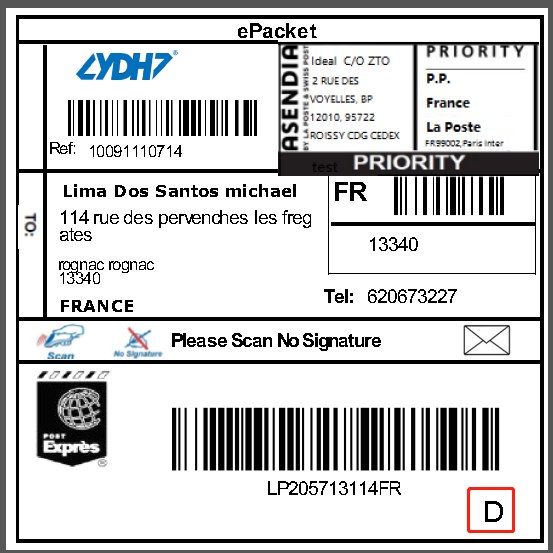 ePacket
YDH
®
Ref: 10091110714
ASENDIA
BY LA POSTE & SWISS POST
Ideal C/O ZTO
2 RUE DES
VOYELLES, BP
12010, 95722
ROISSY CDG CEDEX
PRIORITY
P.P.
France
La Poste
FR99002,Paris Inter
test
PRIORITY
TO:
Lima Dos Santos michael
114 rue des pervenches les freg
ates
rognac rognac
13340
FRANCE
FR
13340
Tel: 620673227
Scan
No Signature
Please Scan No Signature
POST
Exprès
®
LP205713114FR
D